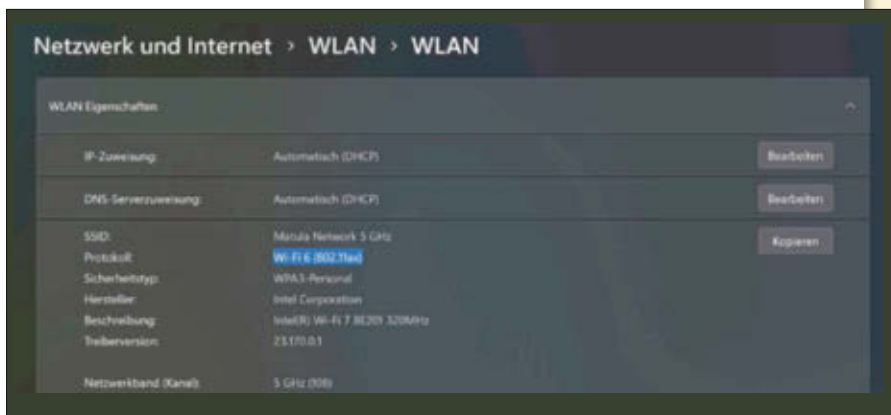 Netzwerk und Internet > WLAN > WLAN
WLAN Eigenschaften
IP-Zuweisung: Automatisch (DHCP) Bearbeiten
DNS-Serverzuweisung: Automatisch (DHCP) Bearbeiten
SSID: Matula Network 5 GHz Kopieren
Protokoll: Wi-Fi 6 (802.11ax)
Sicherheitstyp: WPA3-Personal
Hersteller: Intel Corporation
Beschreibung: Intel(R) Wi-Fi 7 BE201 320MHz
Treiberversion: 23.170.0.1
Netzwerkband (Kanal): 5 GHz (108)